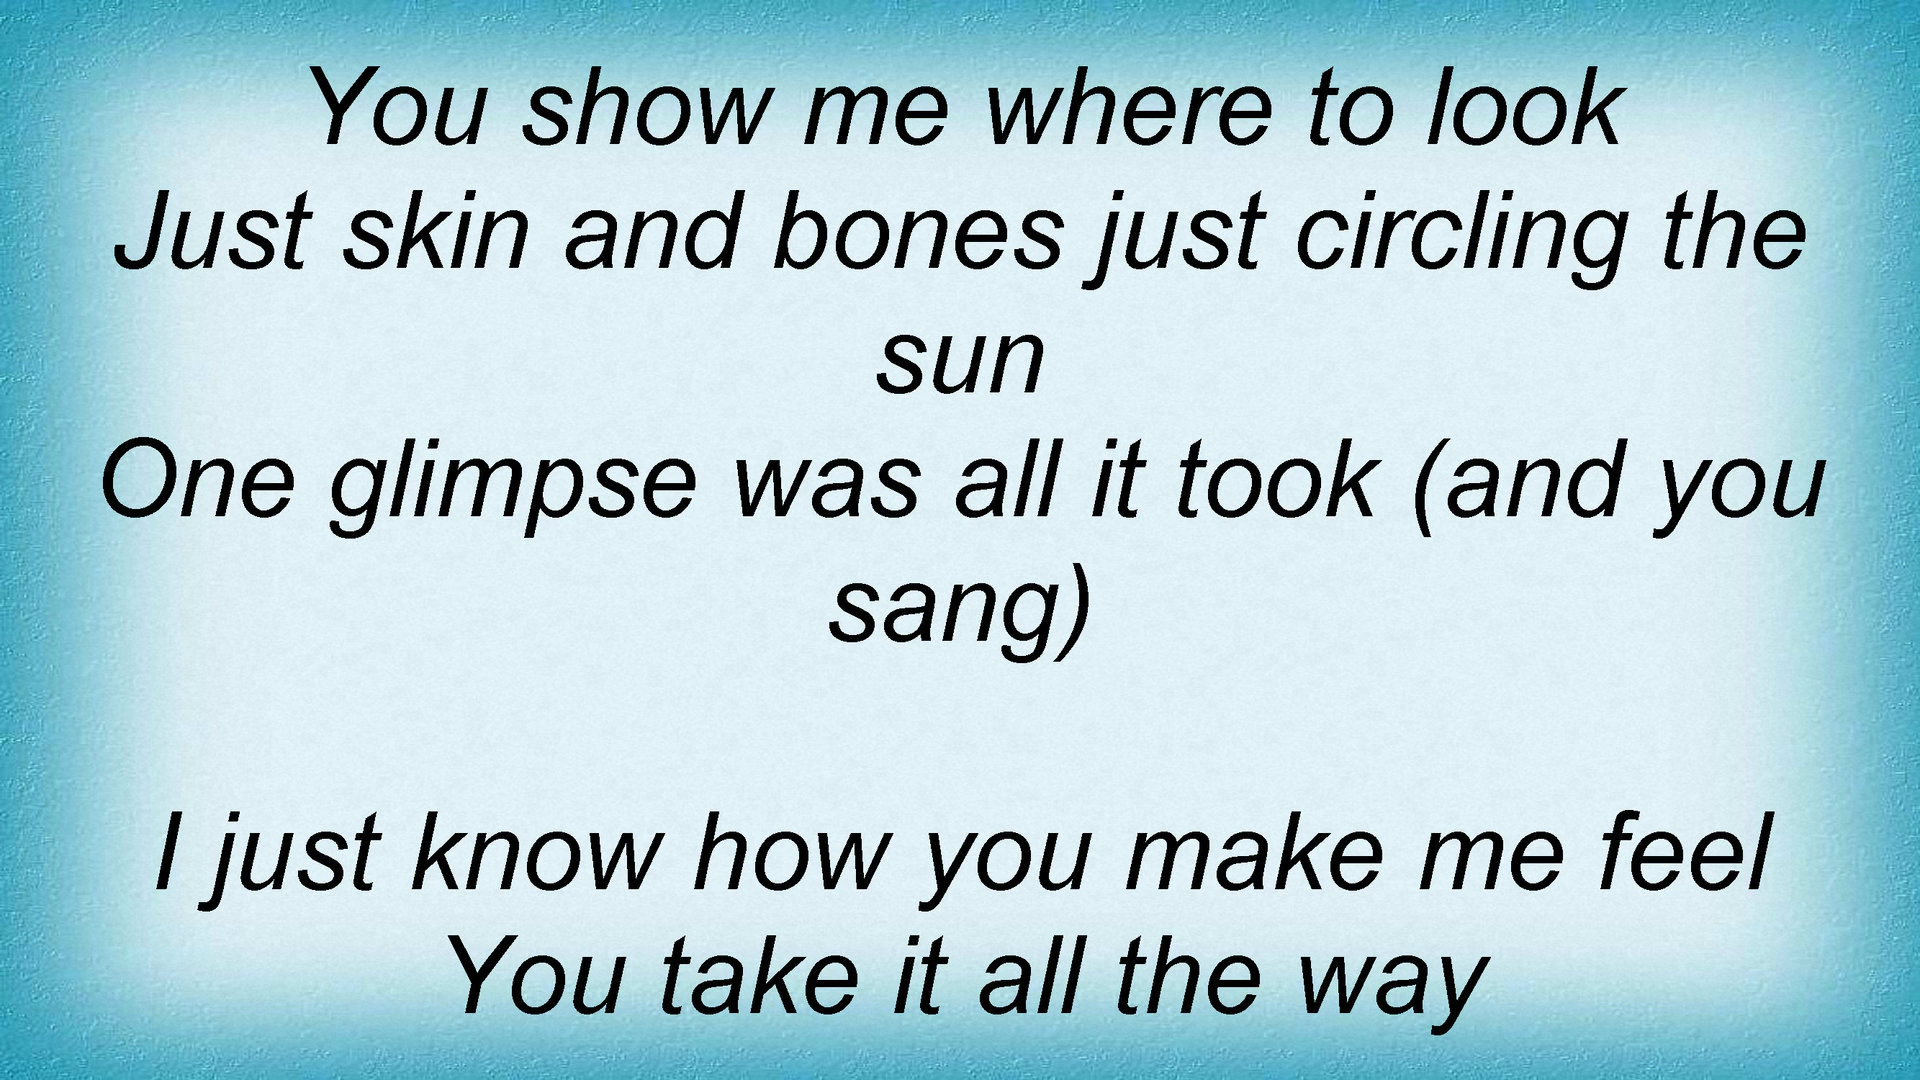 You show me where to look
Just skin and bones just circling the
sun
One glimpse was all it took (and you
sang)
I just know how you make me feel
You take it all the way